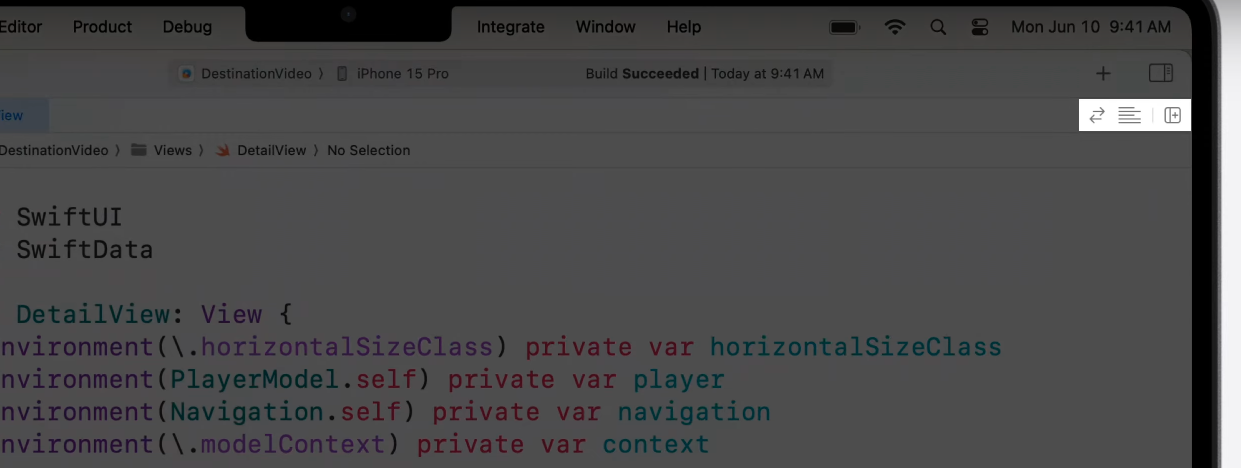 Editor Product Debug Integrate Window Help Mon Jun 10 9:41 AM
DestinationVideo 〉 iPhone 15 Pro Build Succeeded | Today at 9:41 AM
iew
DestinationVideo 〉 Views 〉 DetailView 〉 No Selection
SwiftUI
SwiftData
DetailView: View {
nvironment(\.horizontalSizeClass) private var horizontalSizeClass
nvironment(PlayerModel.self) private var player
nvironment(Navigation.self) private var navigation
nvironment(\.modelContext) private var context